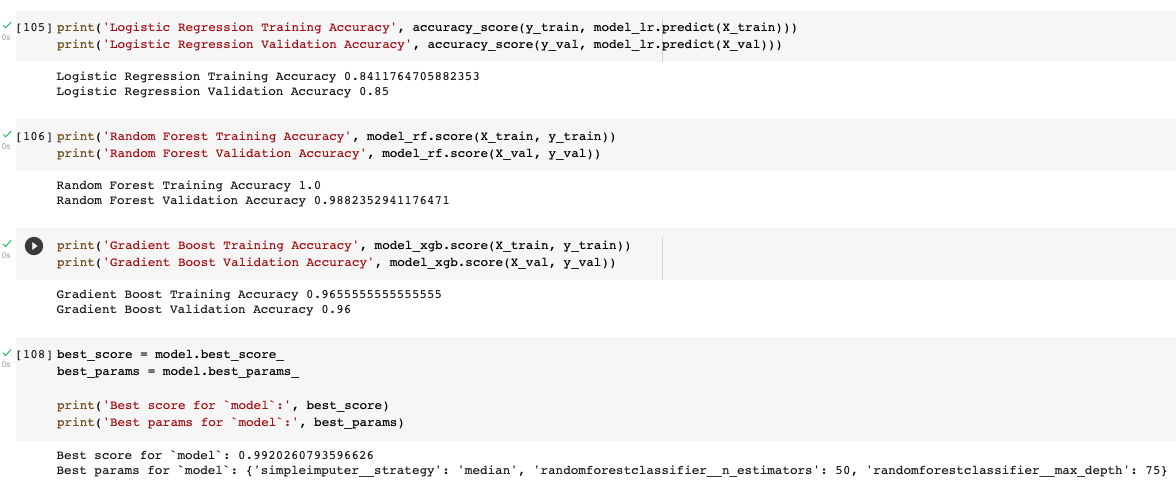 [105] print('Logistic Regression Training Accuracy', accuracy_score(y_train, model_lr.predict(X_train)))
0s print('Logistic Regression Validation Accuracy', accuracy_score(y_val, model_lr.predict(X_val)))
Logistic Regression Training Accuracy 0.8411764705882353
Logistic Regression Validation Accuracy 0.85
[106] print('Random Forest Training Accuracy', model_rf.score(X_train, y_train))
0s print('Random Forest Validation Accuracy', model_rf.score(X_val, y_val))
Random Forest Training Accuracy 1.0
Random Forest Validation Accuracy 0.9882352941176471
print('Gradient Boost Training Accuracy', model_xgb.score(X_train, y_train))
0s print('Gradient Boost Validation Accuracy', model_xgb.score(X_val, y_val))
Gradient Boost Training Accuracy 0.9655555555555555
Gradient Boost Validation Accuracy 0.96
[108] best_score = model.best_score_
0s best_params = model.best_params_
print('Best score for `model`:', best_score)
print('Best params for `model`:', best_params)
Best score for `model`: 0.9920260793596626
Best params for `model`: {'simpleimputer__strategy': 'median', 'randomforestclassifier__n_estimators': 50, 'randomforestclassifier__max_depth': 75}